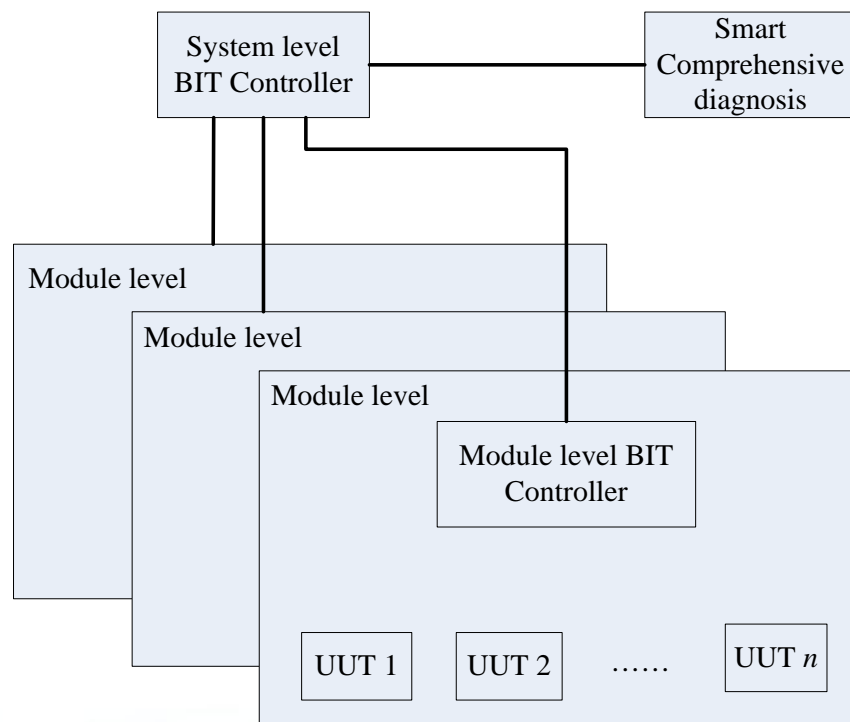 System level
BIT Controller
Smart
Comprehensive
diagnosis
Module level
Module level
Module level
Module level BIT
Controller
UUT 1
UUT 2
……
UUT n